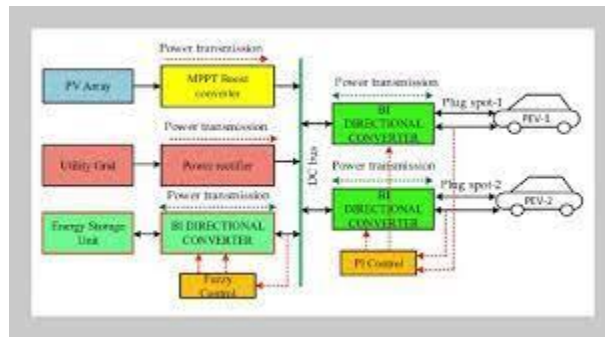 Power transmission
PV Array
MPPT Boost
converter
Power transmission
Utility Grid
Power rectifier
Power transmission
Energy Storage
Unit
BI DIRECTIONAL
CONVERTER
Fuzzy
Control
DC bus
Power transmission
BI
DIRECTIONAL
CONVERTER
Plug spot-1
PEV-1
Power transmission
BI
DIRECTIONAL
CONVERTER
Plug spot-2
PEV-2
PI Control